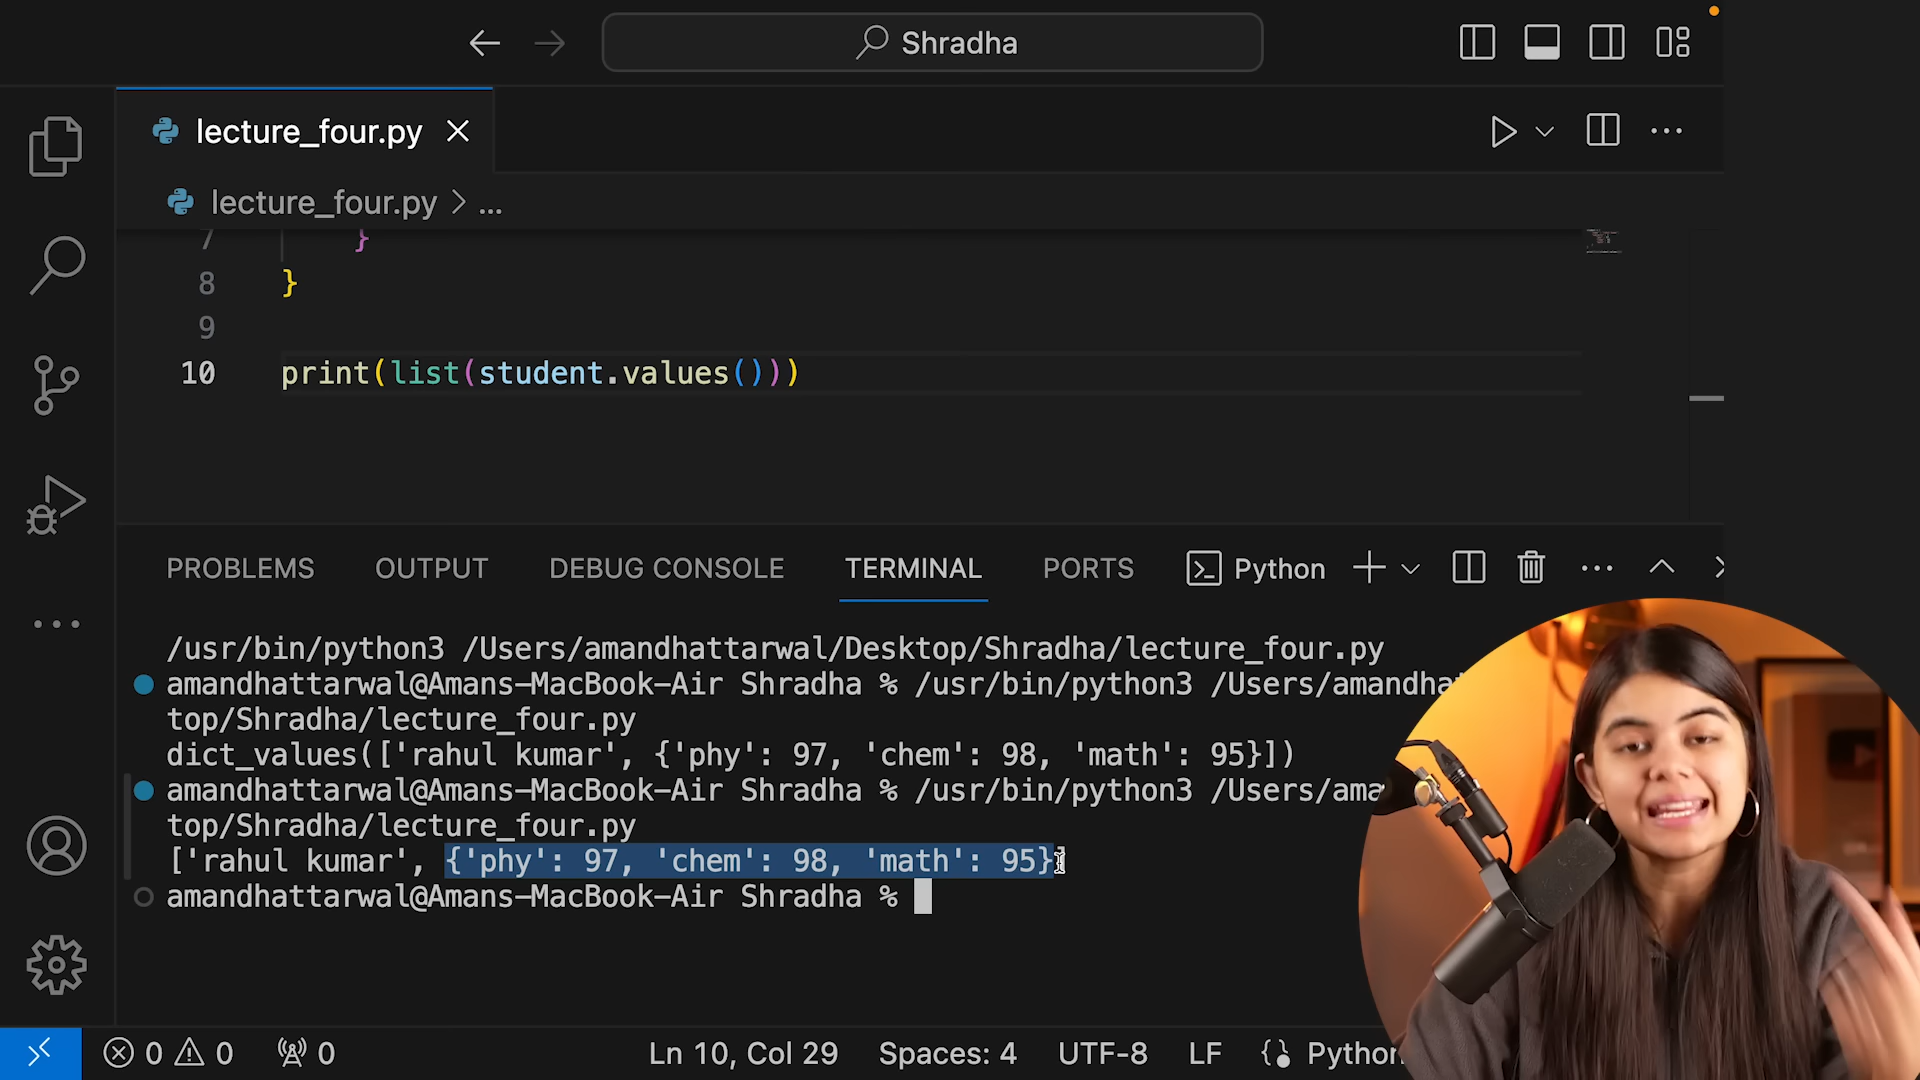 Shradha
lecture_four.py
lecture_four.py > ...
7 }
8 }
9
10 print(list(student.values()))
PROBLEMS OUTPUT DEBUG CONSOLE TERMINAL PORTS Python
/usr/bin/python3 /Users/amandhattarwal/Desktop/Shradha/lecture_four.py
amandhattarwal@Amans-MacBook-Air Shradha % /usr/bin/python3 /Users/amandha
top/Shradha/lecture_four.py
dict_values(['rahul kumar', {'phy': 97, 'chem': 98, 'math': 95}])
amandhattarwal@Amans-MacBook-Air Shradha % /usr/bin/python3 /Users/ama
top/Shradha/lecture_four.py
['rahul kumar', {'phy': 97, 'chem': 98, 'math': 95}]
amandhattarwal@Amans-MacBook-Air Shradha %
0 0 0 Ln 10, Col 29 Spaces: 4 UTF-8 LF Python